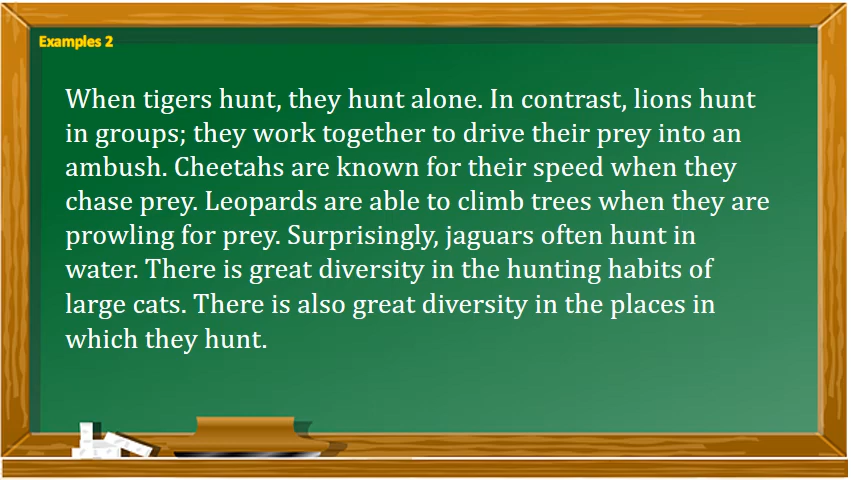 Examples 2
When tigers hunt, they hunt alone. In contrast, lions hunt
in groups; they work together to drive their prey into an
ambush. Cheetahs are known for their speed when they
chase prey. Leopards are able to climb trees when they are
prowling for prey. Surprisingly, jaguars often hunt in
water. There is great diversity in the hunting habits of
large cats. There is also great diversity in the places in
which they hunt.